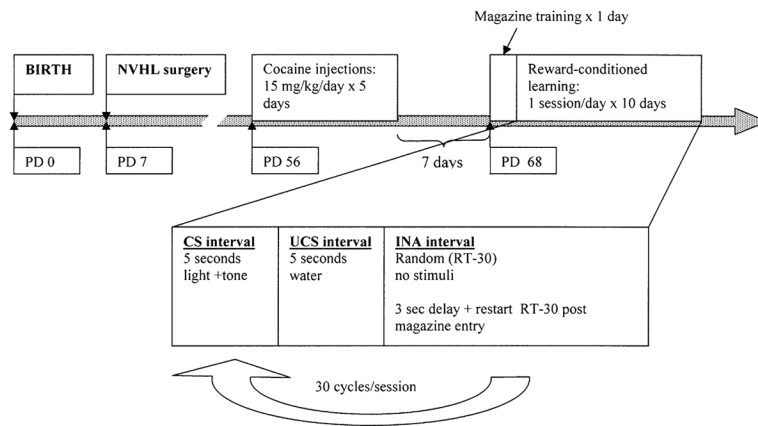 Magazine training x 1 day
BIRTH
NVHL surgery
Cocaine injections:
15 mg/kg/day x 5
days
Reward-conditioned
learning:
1 session/day x 10 days
PD 0
PD 7
PD 56
7 days
PD 68
CS interval
5 seconds
light +tone
UCS interval
5 seconds
water
INA interval
Random (RT-30)
no stimuli
3 sec delay + restart RT-30 post
magazine entry
30 cycles/session